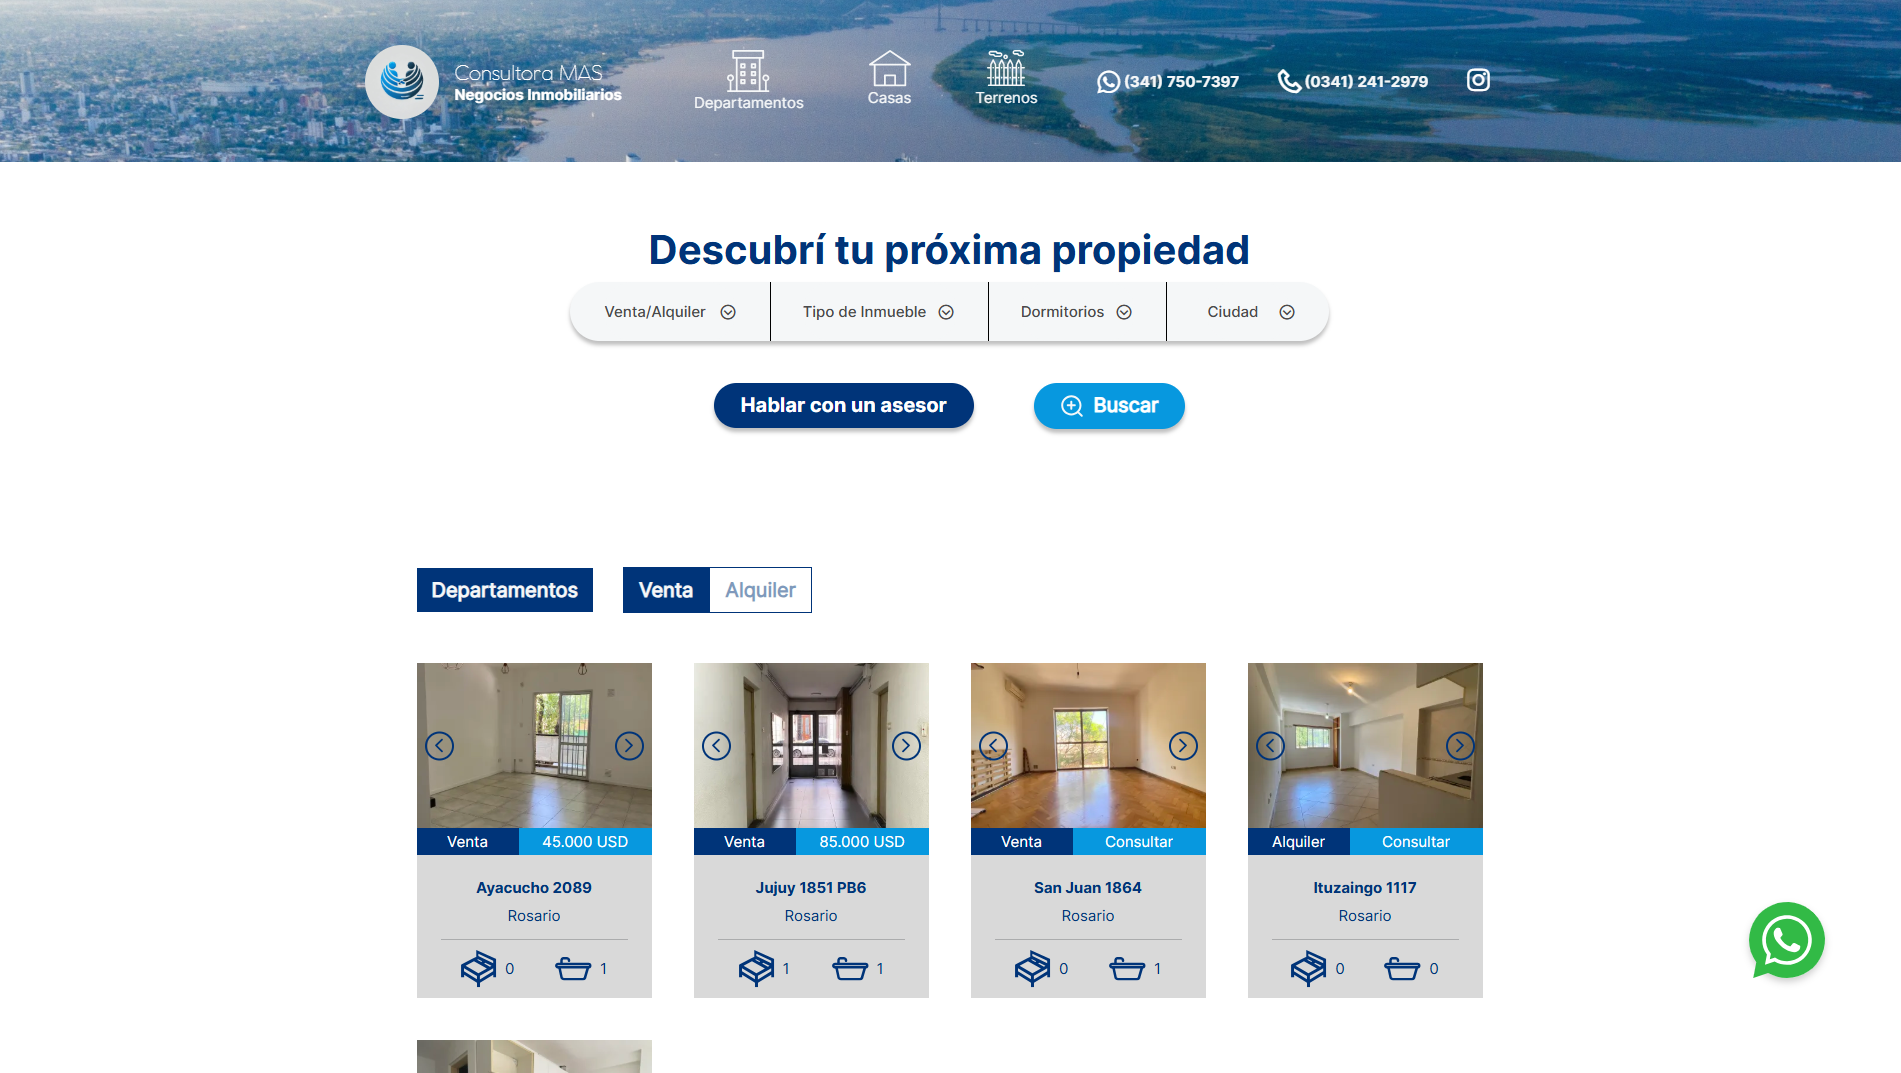 Consultora MAS
Negocios Inmobiliarios
Departamentos
Casas
Terrenos
(341) 750-7397
(0341) 241-2979
Descubrí tu próxima propiedad
Venta/Alquiler
Tipo de Inmueble
Dormitorios
Ciudad
Hablar con un asesor
Buscar
Departamentos
Venta
Alquiler
Venta
45.000 USD
Ayacucho 2089
Rosario
0
1
Venta
85.000 USD
Jujuy 1851 PB6
Rosario
1
1
Venta
Consultar
San Juan 1864
Rosario
0
1
Alquiler
Consultar
Ituzaingo 1117
Rosario
0
0